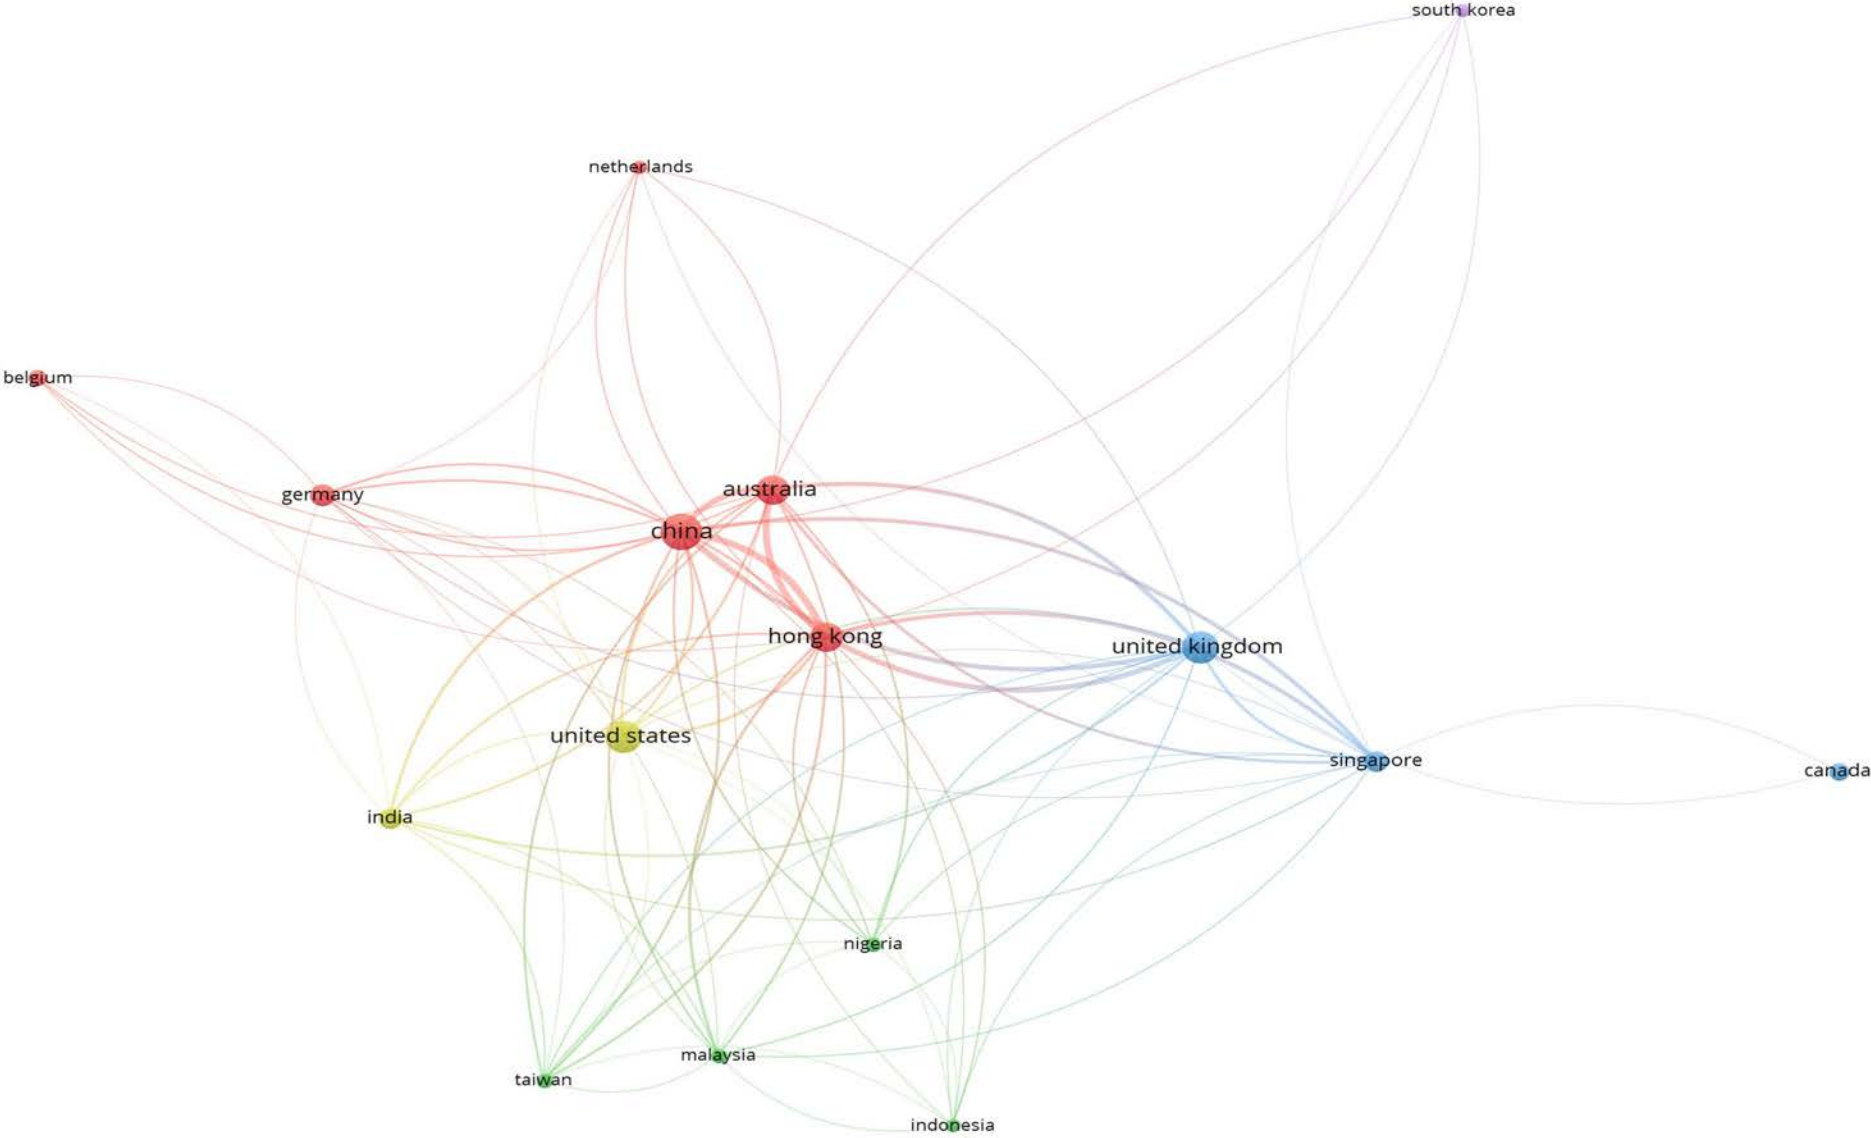 south korea
netherlands
belgium
germany
australia
china
hong kong
united kingdom
united states
singapore
canada
india
nigeria
malaysia
taiwan
indonesia